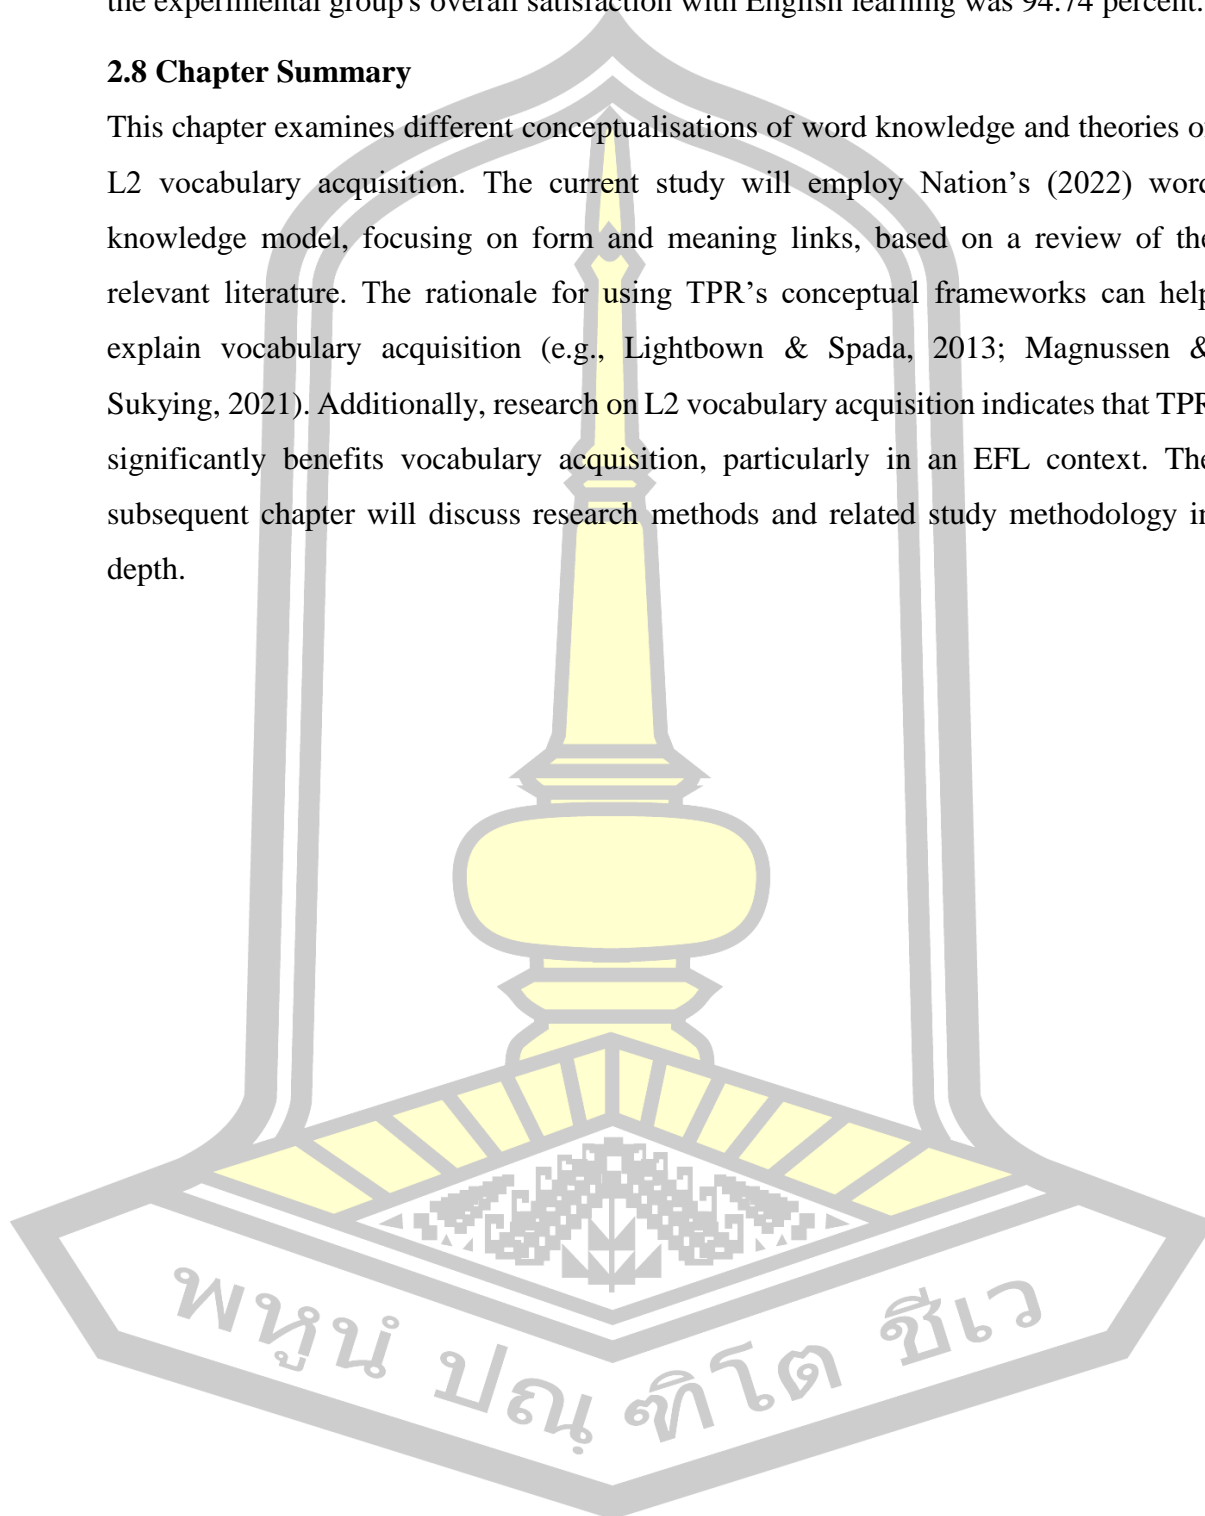 the experimental group's overall satisfaction with English learning was 94.74 percent.
2.8 Chapter Summary
This chapter examines different conceptualisations of word knowledge and theories of
L2 vocabulary acquisition. The current study will employ Nation’s (2022) word
knowledge model, focusing on form and meaning links, based on a review of the
relevant literature. The rationale for using TPR’s conceptual frameworks can help
explain vocabulary acquisition (e.g., Lightbown & Spada, 2013; Magnussen &
Sukying, 2021). Additionally, research on L2 vocabulary acquisition indicates that TPR
significantly benefits vocabulary acquisition, particularly in an EFL context. The
subsequent chapter will discuss research methods and related study methodology in
depth.
พหูนํ ปณฺ ฑิโต ชีเว